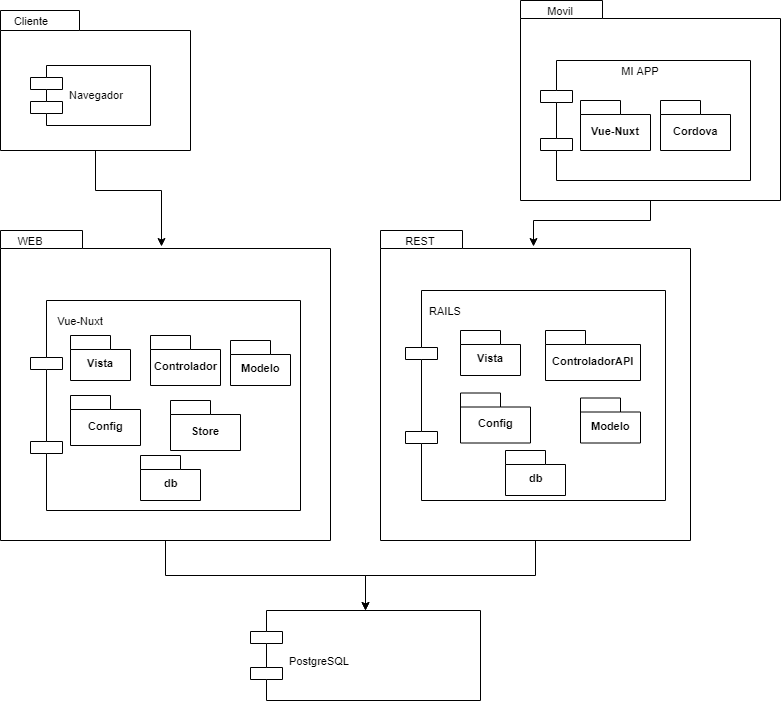 Cliente
Navegador
Movil
MI APP
Vue-Nuxt
Cordova
WEB
Vue-Nuxt
Vista
Controlador
Modelo
Config
Store
db
REST
RAILS
Vista
ControladorAPI
Config
Modelo
db
PostgreSQL